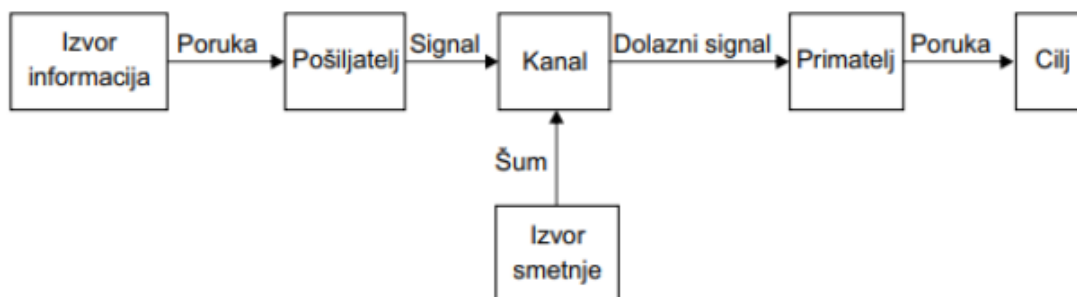 Izvor
informacija
Poruka
Pošiljatelj
Signal
Kanal
Dolazni signal
Primatelj
Poruka
Cilj
Šum
Izvor
smetnje